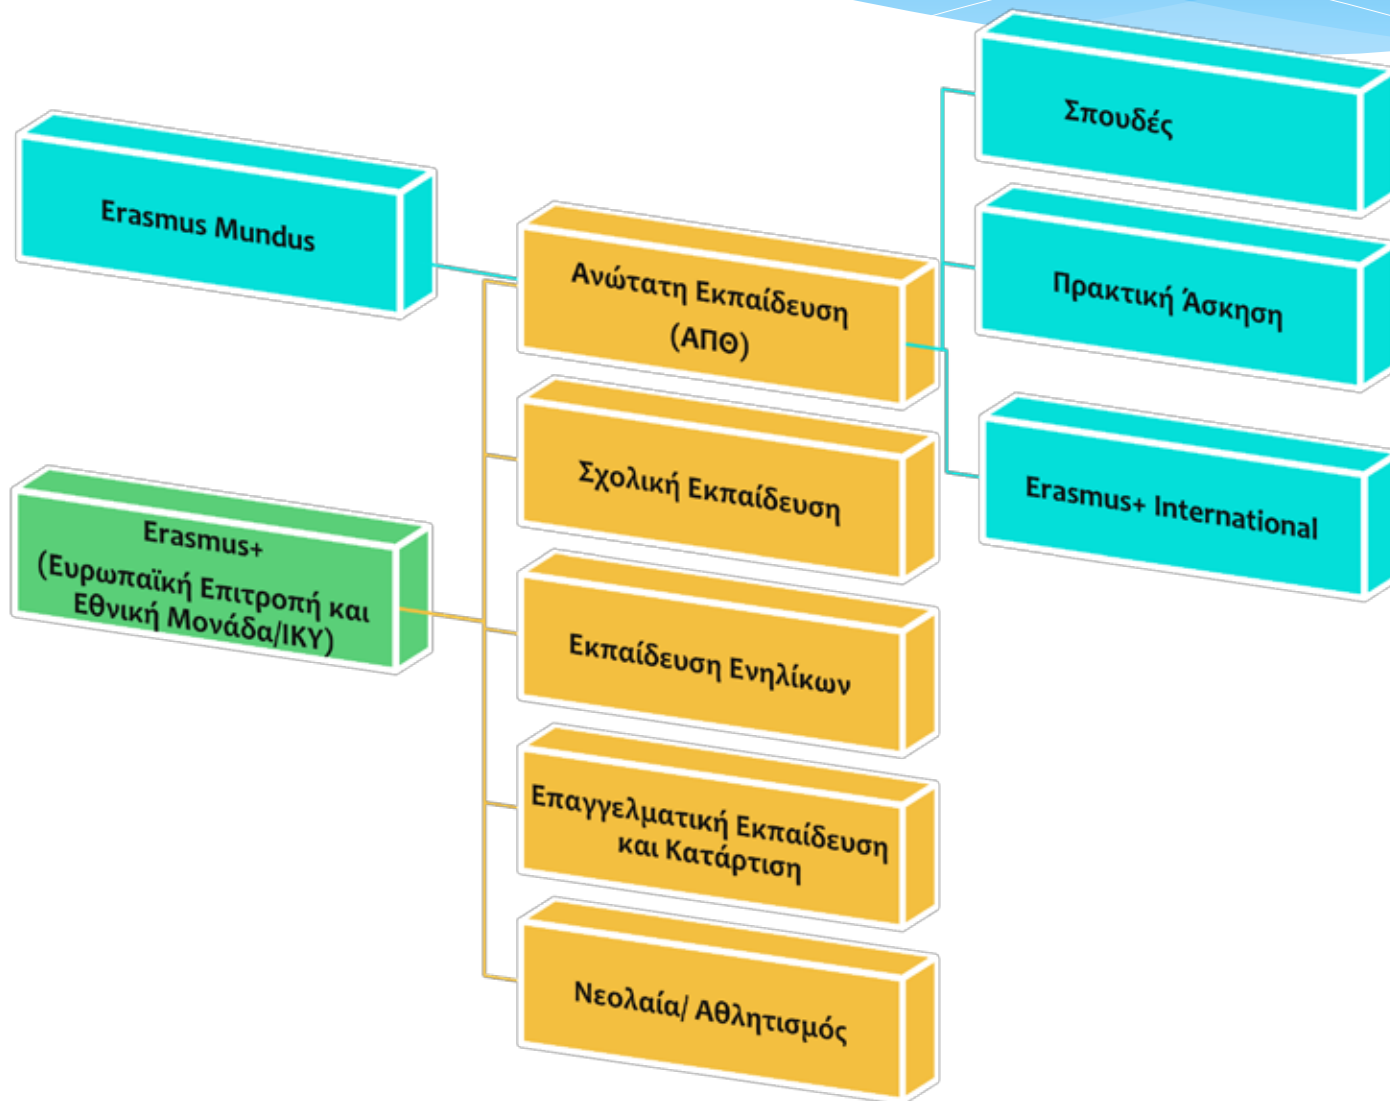 Erasmus Mundus
Erasmus+
(Ευρωπαϊκή Επιτροπή και
Εθνική Μονάδα/ΙΚΥ)
Ανώτατη Εκπαίδευση
(ΑΠΘ)
Σχολική Εκπαίδευση
Εκπαίδευση Ενηλίκων
Επαγγελματική Εκπαίδευση
και Κατάρτιση
Νεολαία/ Αθλητισμός
Σπουδές
Πρακτική Άσκηση
Erasmus+ International